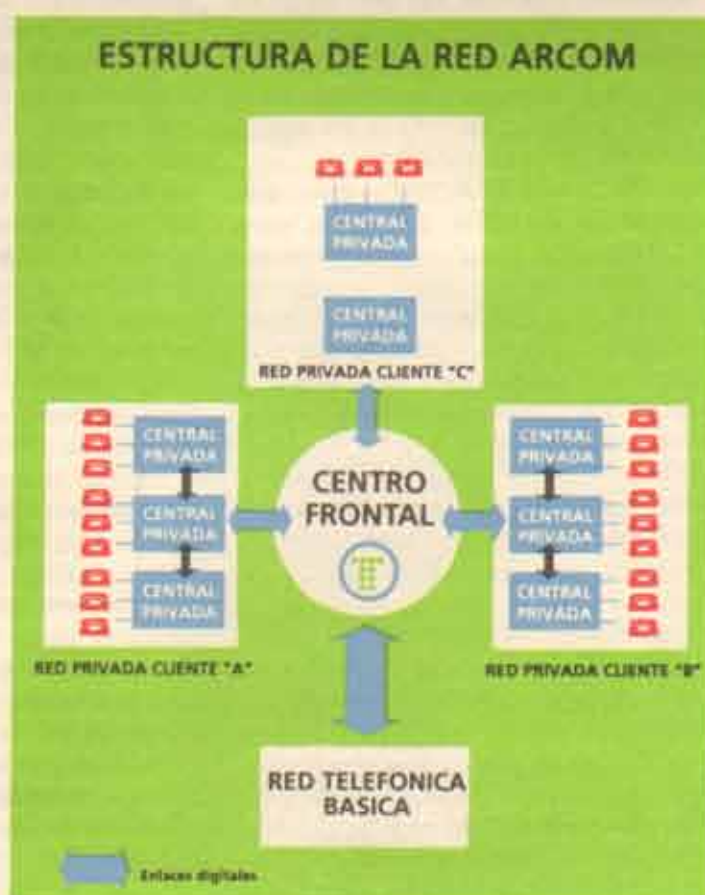 ESTRUCTURA DE LA RED ARCOM
CENTRAL
PRIVADA
CENTRAL
PRIVADA
RED PRIVADA CLIENTE "C"
CENTRAL
PRIVADA
CENTRAL
PRIVADA
CENTRAL
PRIVADA
RED PRIVADA CLIENTE "A"
CENTRO
FRONTAL
T
CENTRAL
PRIVADA
CENTRAL
PRIVADA
CENTRAL
PRIVADA
RED PRIVADA CLIENTE "B"
RED TELEFONICA
BASICA
Enlaces digitales